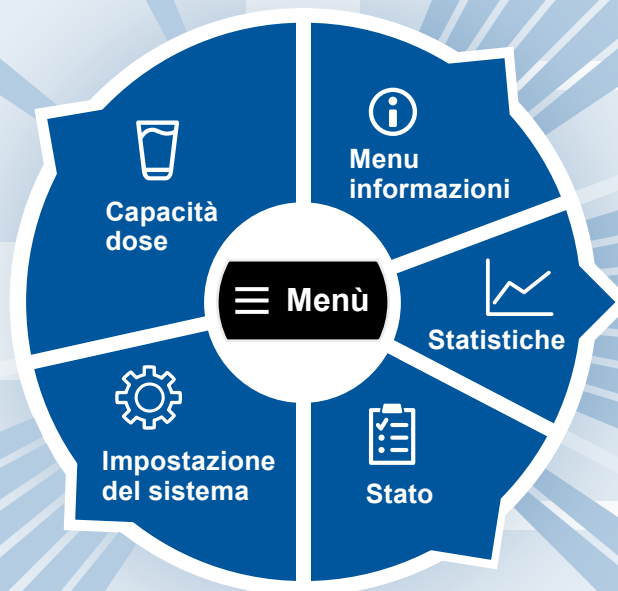 Menu
informazioni
Capacità
dose
Menù
Statistiche
Impostazione
del sistema
Stato